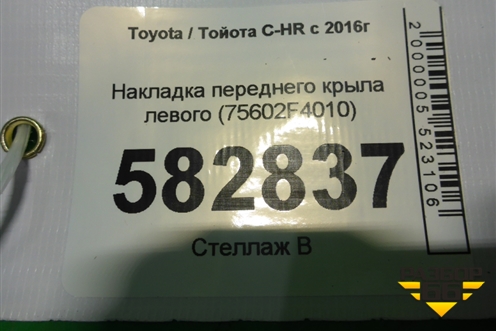 Toyota / Тойота C-HR с 2016г
Накладка переднего крыла
левого (75602F4010)
582837
Стеллаж В
2000005523106